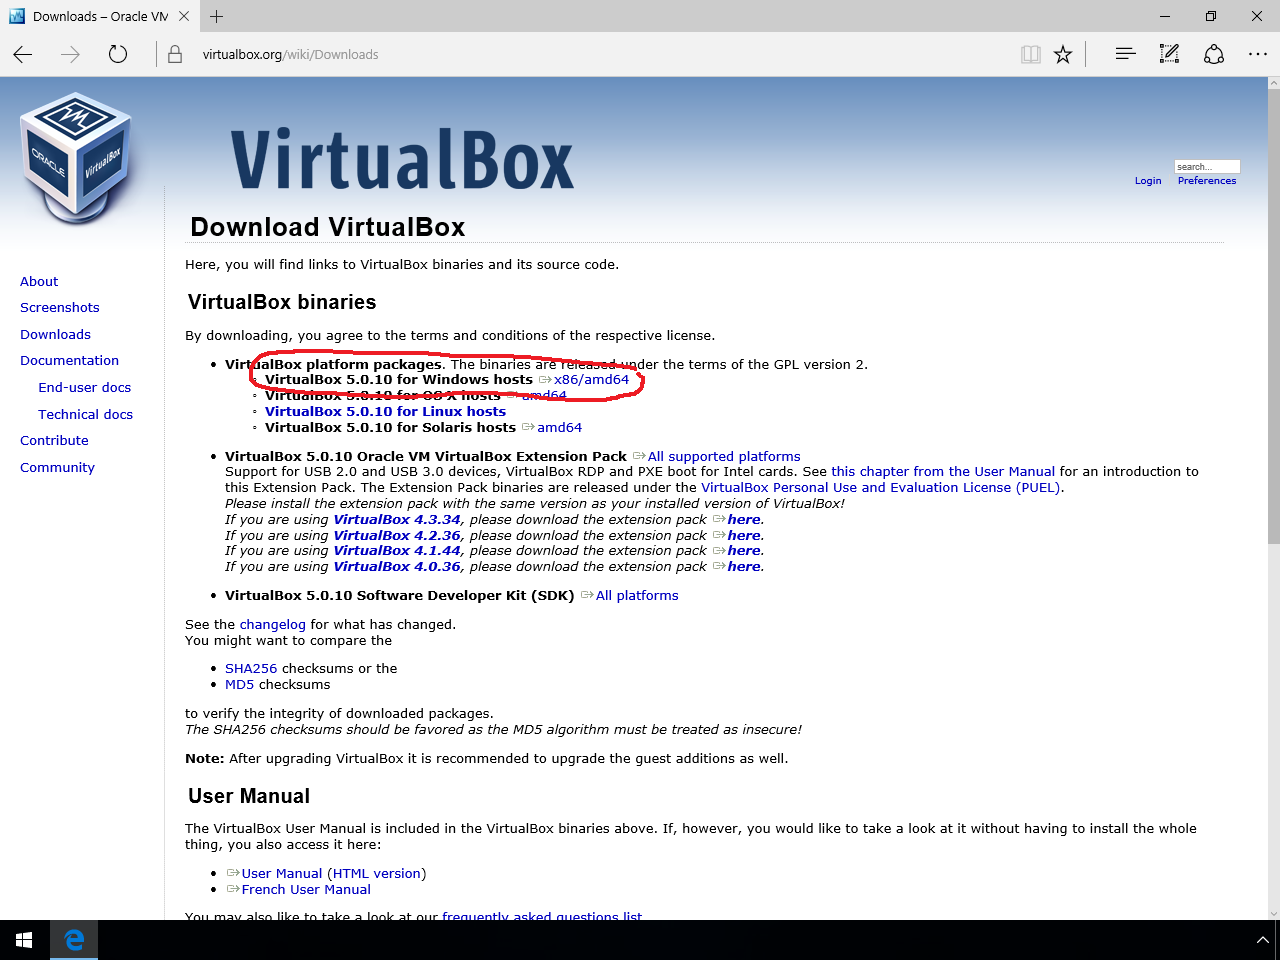 Downloads – Oracle VM
virtualbox.org/wiki/Downloads
ORACLE
VirtualBox
VirtualBox
search...
Login Preferences
Download VirtualBox
Here, you will find links to VirtualBox binaries and its source code.
About
Screenshots
Downloads
Documentation
End-user docs
Technical docs
Contribute
Community
VirtualBox binaries
By downloading, you agree to the terms and conditions of the respective license.
• VirtualBox platform packages. The binaries are released under the terms of the GPL version 2.
◦ VirtualBox 5.0.10 for Windows hosts x86/amd64
◦ VirtualBox 5.0.10 for OS X hosts amd64
◦ VirtualBox 5.0.10 for Linux hosts
◦ VirtualBox 5.0.10 for Solaris hosts amd64
• VirtualBox 5.0.10 Oracle VM VirtualBox Extension Pack All supported platforms
Support for USB 2.0 and USB 3.0 devices, VirtualBox RDP and PXE boot for Intel cards. See this chapter from the User Manual for an introduction to
this Extension Pack. The Extension Pack binaries are released under the VirtualBox Personal Use and Evaluation License (PUEL).
Please install the extension pack with the same version as your installed version of VirtualBox!
If you are using VirtualBox 4.3.34, please download the extension pack here.
If you are using VirtualBox 4.2.36, please download the extension pack here.
If you are using VirtualBox 4.1.44, please download the extension pack here.
If you are using VirtualBox 4.0.36, please download the extension pack here.
• VirtualBox 5.0.10 Software Developer Kit (SDK) All platforms
See the changelog for what has changed.
You might want to compare the
• SHA256 checksums or the
• MD5 checksums
to verify the integrity of downloaded packages.
The SHA256 checksums should be favored as the MD5 algorithm must be treated as insecure!
Note: After upgrading VirtualBox it is recommended to upgrade the guest additions as well.
User Manual
The VirtualBox User Manual is included in the VirtualBox binaries above. If, however, you would like to take a look at it without having to install the whole
thing, you also access it here:
• User Manual (HTML version)
• French User Manual
You may also like to take a look at our frequently asked questions list